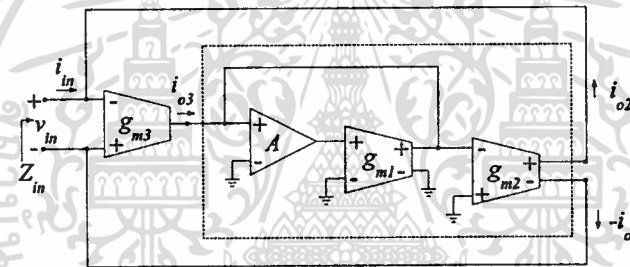 i_in
i_o3
i_o2
+
v_in
-
Z_in
-
g_m3
+
+
A
-
+
g_m1
+
-
-
-
g_m2
+
+
-
-i_o